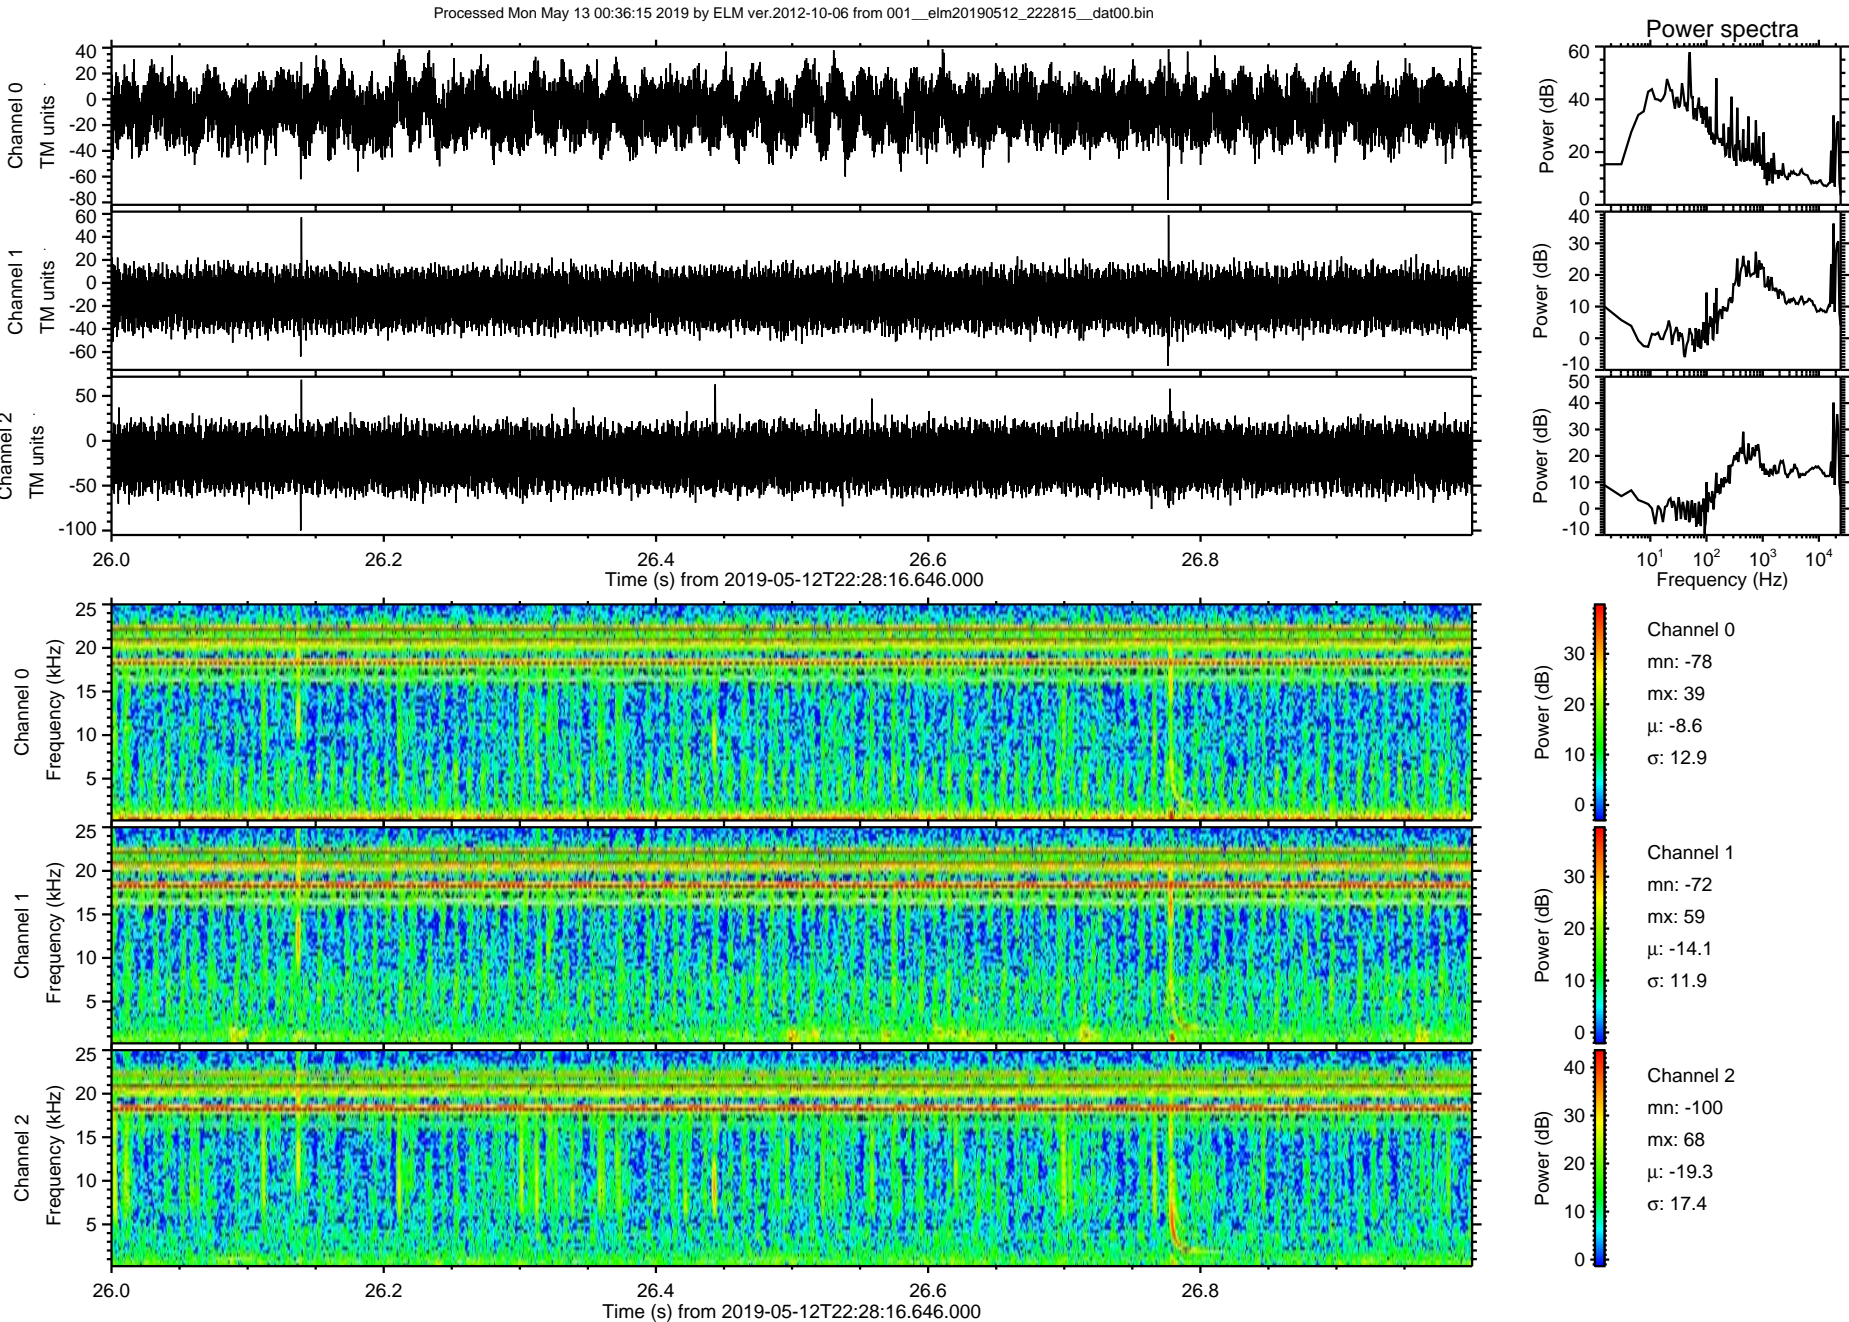 Processed Mon May 13 00:36:15 2019 by ELM ver.2012-10-06 from 001__elm20190512_222815__dat00.bin
Power spectra
Channel 0
TM units
40
20
0
-20
-40
-60
-80
Power (dB)
60
40
20
0
Channel 1
TM units
60
40
20
0
-20
-40
-60
Power (dB)
40
30
20
10
0
-10
Channel 2
TM units
50
0
-50
-100
Power (dB)
50
40
30
20
10
0
-10
26.0 26.2 26.4 26.6 26.8
Time (s) from 2019-05-12T22:28:16.646.000
10^1 10^2 10^3 10^4
Frequency (Hz)
Channel 0
Frequency (kHz)
25
20
15
10
5
Power (dB)
30
20
10
0
Channel 0
mn: -78
mx: 39
μ: -8.6
σ: 12.9
Channel 1
Frequency (kHz)
25
20
15
10
5
Power (dB)
30
20
10
0
Channel 1
mn: -72
mx: 59
μ: -14.1
σ: 11.9
Channel 2
Frequency (kHz)
25
20
15
10
5
Power (dB)
40
30
20
10
0
Channel 2
mn: -100
mx: 68
μ: -19.3
σ: 17.4
26.0 26.2 26.4 26.6 26.8
Time (s) from 2019-05-12T22:28:16.646.000